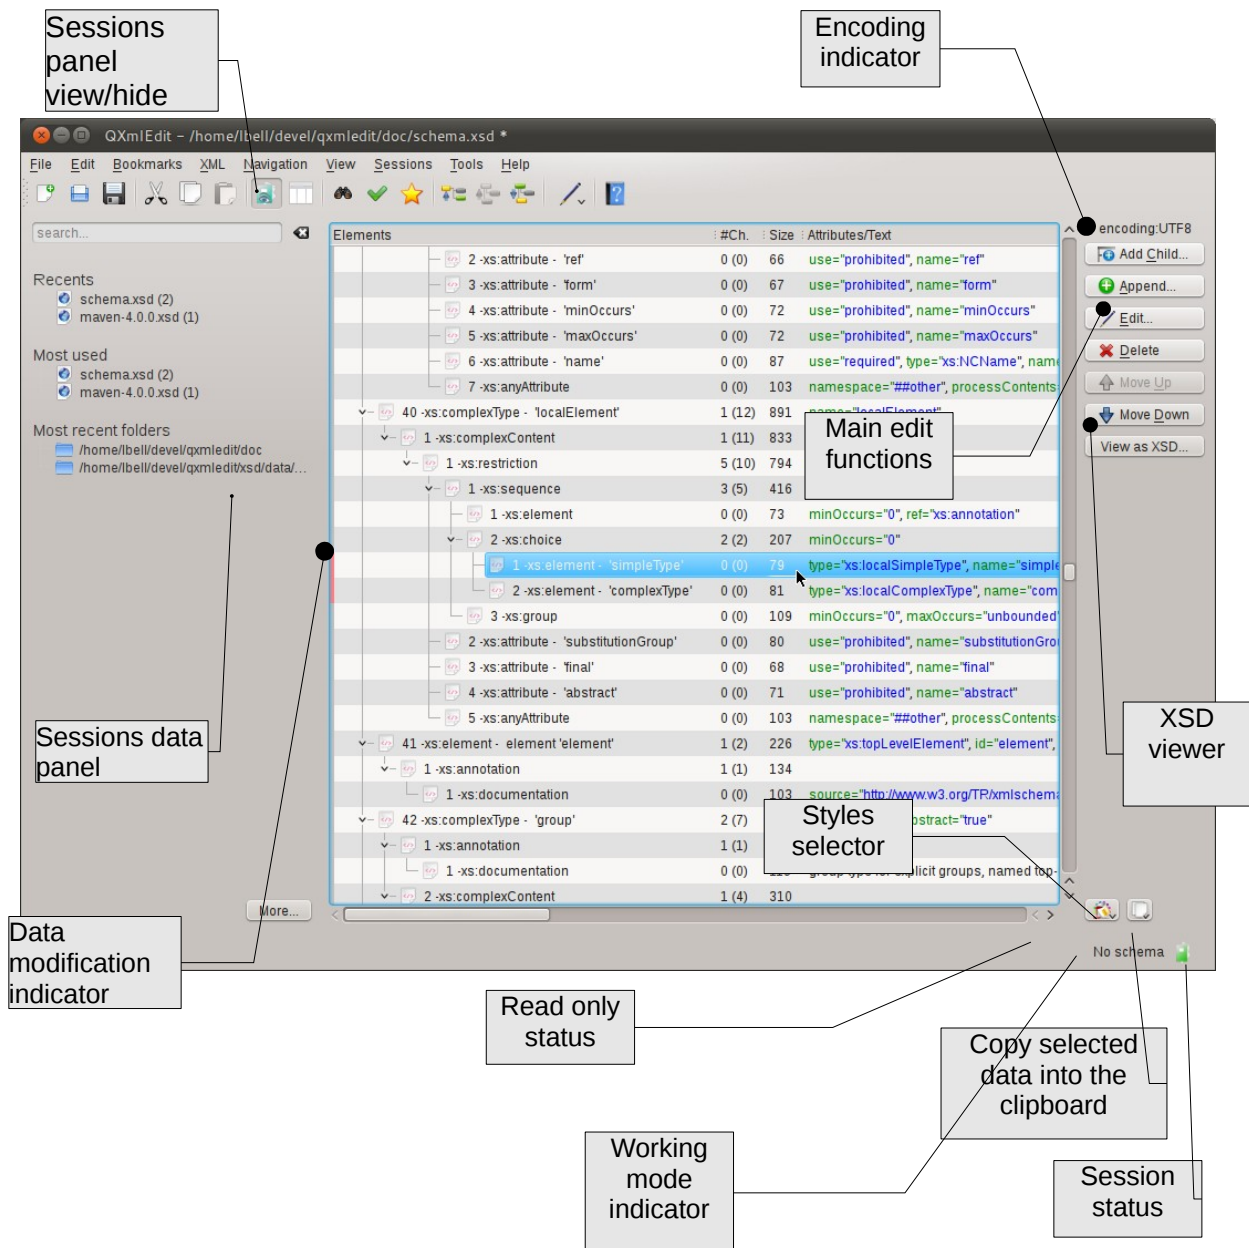 Sessions
panel
view/hide
Encoding
indicator
QXmlEdit – /home/lbell/devel/qxmledit/doc/schema.xsd *
File Edit Bookmarks XML Navigation View Sessions Tools Help
search...
Elements #Ch. Size Attributes/Text
encoding:UTF8
2 -xs:attribute - 'ref' 0 (0) 66 use="prohibited", name="ref"
Add Child...
3 -xs:attribute - 'form' 0 (0) 67 use="prohibited", name="form"
Append...
4 -xs:attribute - 'minOccurs' 0 (0) 72 use="prohibited", name="minOccurs"
Edit...
5 -xs:attribute - 'maxOccurs' 0 (0) 72 use="prohibited", name="maxOccurs"
Delete
6 -xs:attribute - 'name' 0 (0) 87 use="required", type="xs:NCName", name
Move Up
7 -xs:anyAttribute 0 (0) 103 namespace="##other", processContents=
Move Down
View as XSD...
Recents
schema.xsd (2)
maven-4.0.0.xsd (1)
Most used
schema.xsd (2)
maven-4.0.0.xsd (1)
Most recent folders
/home/lbell/devel/qxmledit/doc
/home/lbell/devel/qxmledit/xsd/data/...
40 -xs:complexType - 'localElement' 1 (12) 891 name="localElement"
1 -xs:complexContent 1 (11) 833
1 -xs:restriction 5 (10) 794
1 -xs:sequence 3 (5) 416
Main edit
functions
1 -xs:element 0 (0) 73 minOccurs="0", ref="xs:annotation"
2 -xs:choice 2 (2) 207 minOccurs="0"
1 -xs:element - 'simpleType' 0 (0) 79 type="xs:localSimpleType", name="simple
2 -xs:element - 'complexType' 0 (0) 81 type="xs:localComplexType", name="com
3 -xs:group 0 (0) 109 minOccurs="0", maxOccurs="unbounded"
2 -xs:attribute - 'substitutionGroup' 0 (0) 80 use="prohibited", name="substitutionGro
3 -xs:attribute - 'final' 0 (0) 68 use="prohibited", name="final"
4 -xs:attribute - 'abstract' 0 (0) 71 use="prohibited", name="abstract"
5 -xs:anyAttribute 0 (0) 103 namespace="##other", processContents=
XSD
viewer
Sessions data
panel
41 -xs:element - element 'element' 1 (2) 226 type="xs:topLevelElement", id="element",
1 -xs:annotation 1 (1) 134
1 -xs:documentation 0 (0) 103 source="http://www.w3.org/TR/xmlschema
42 -xs:complexType - 'group' 2 (7) bstract="true"
1 -xs:annotation 1 (1)
1 -xs:documentation 0 (0) group type for explicit groups, named top-
2 -xs:complexContent 1 (4) 310
Styles
selector
More...
Data
modification
indicator
No schema
Read only
status
Copy selected
data into the
clipboard
Working
mode
indicator
Session
status